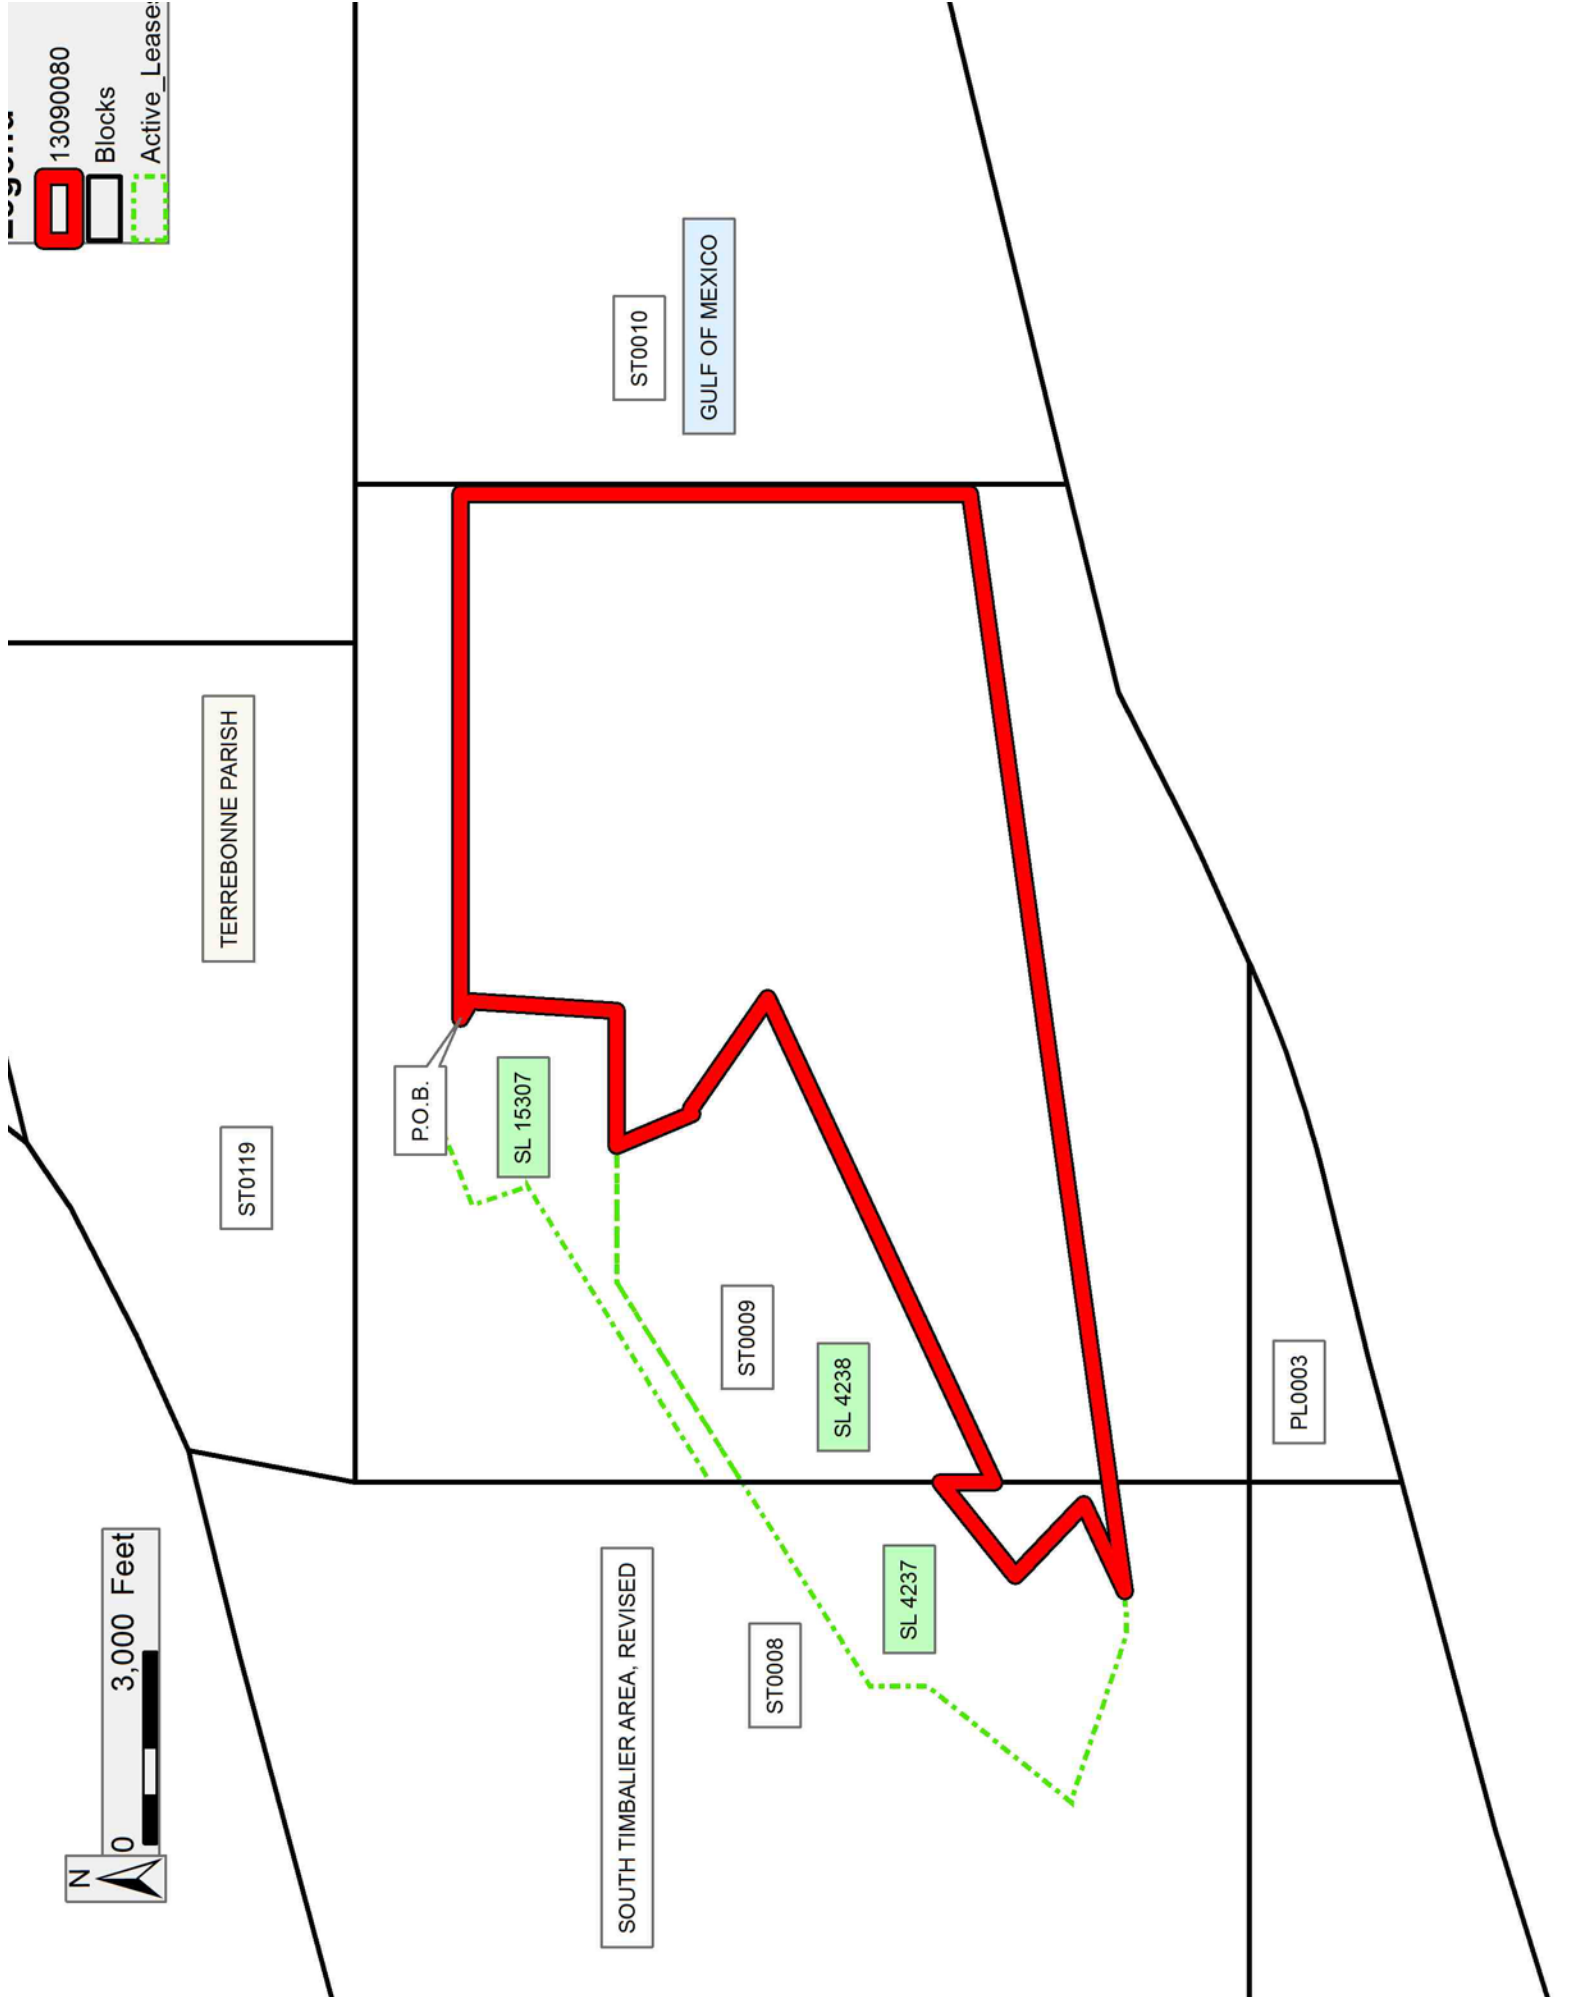 N
0 3,000 Feet
13090080
Blocks
Active_Lease
TERREBONNE PARISH
ST0119
P.O.B.
SL 15307
SOUTH TIMBALIER AREA, REVISED
ST0010
GULF OF MEXICO
ST0009
ST0008
SL 4238
SL 4237
PL0003